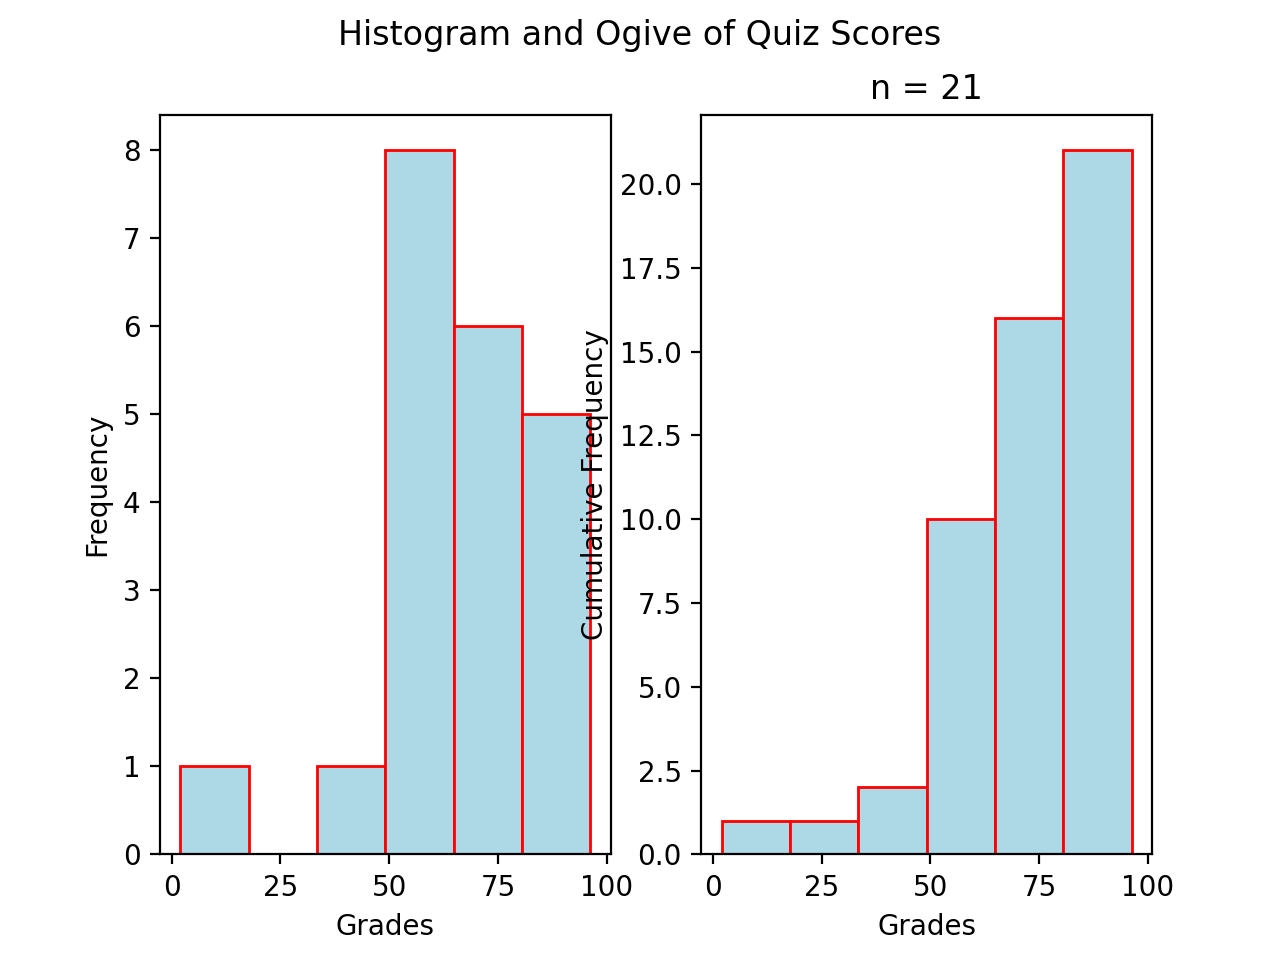 Histogram and Ogive of Quiz Scores
8
7
6
5
4
3
2
1
0
Frequency
0 25 50 75 100
Grades
n = 21
20.0
17.5
15.0
12.5
10.0
7.5
5.0
2.5
0.0
Cumulative Frequency
0 25 50 75 100
Grades